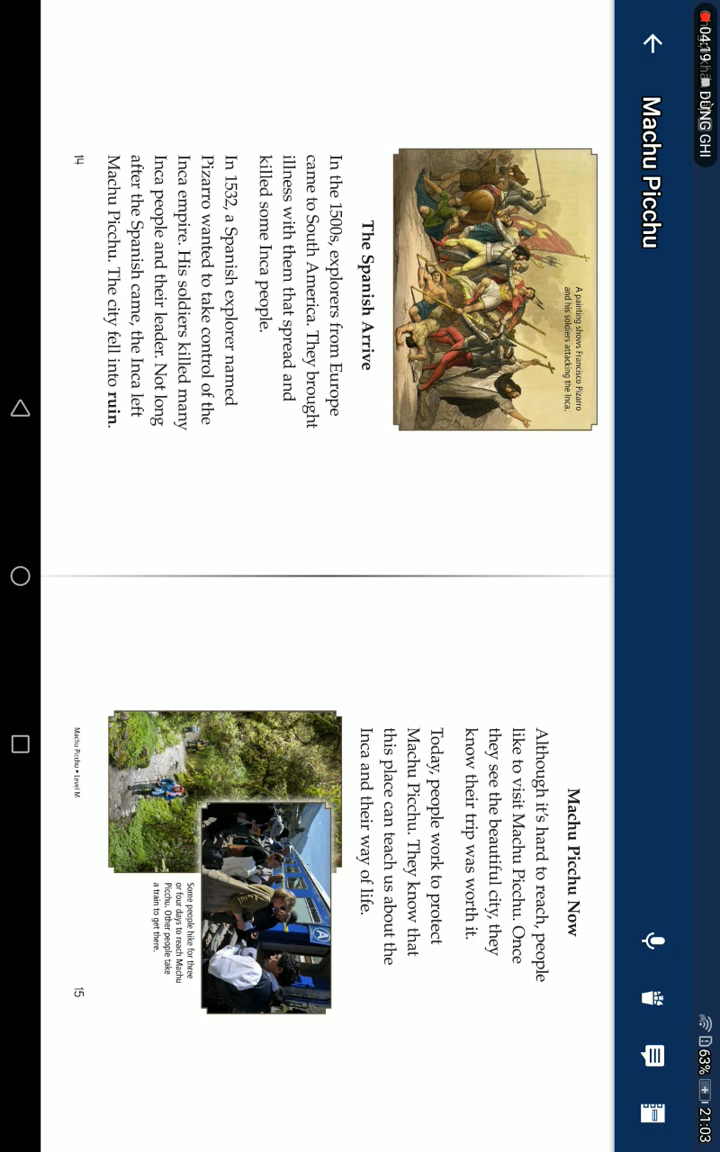 04:19 DỪNG GHI
63% 21:03
Machu Picchu
A painting shows Francisco Pizarro
and his soldiers attacking the Inca.
The Spanish Arrive
In the 1500s, explorers from Europe
came to South America. They brought
illness with them that spread and
killed some Inca people.
In 1532, a Spanish explorer named
Pizarro wanted to take control of the
Inca empire. His soldiers killed many
Inca people and their leader. Not long
after the Spanish came, the Inca left
Machu Picchu. The city fell into ruin.
14
Machu Picchu Now
Although it's hard to reach, people
like to visit Machu Picchu. Once
they see the beautiful city, they
know their trip was worth it.
Today, people work to protect
Machu Picchu. They know that
this place can teach us about the
Inca and their way of life.
A
Some people hike for three
or four days to reach Machu
Picchu. Other people take
a train to get there.
Machu Picchu • Level M
15